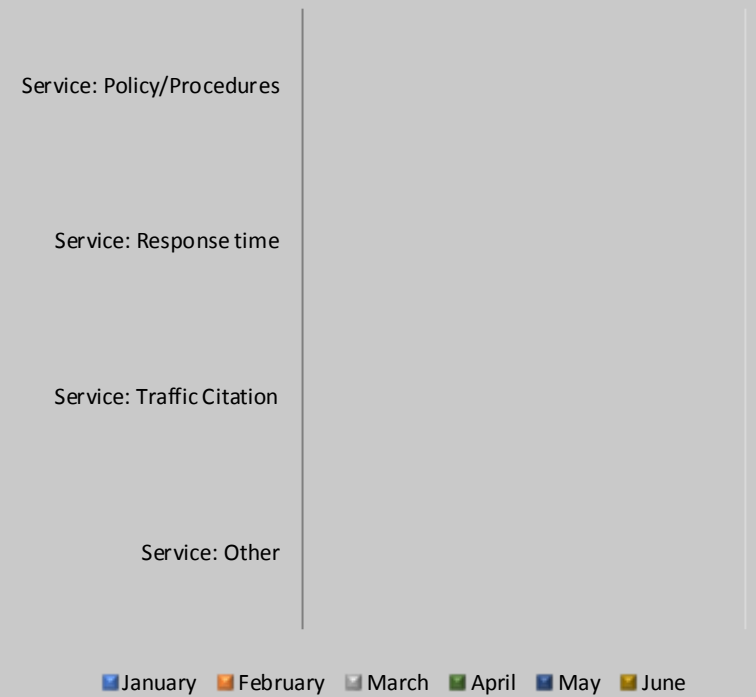 Service: Policy/Procedures
Service: Response time
Service: Traffic Citation
Service: Other
January February March April May June